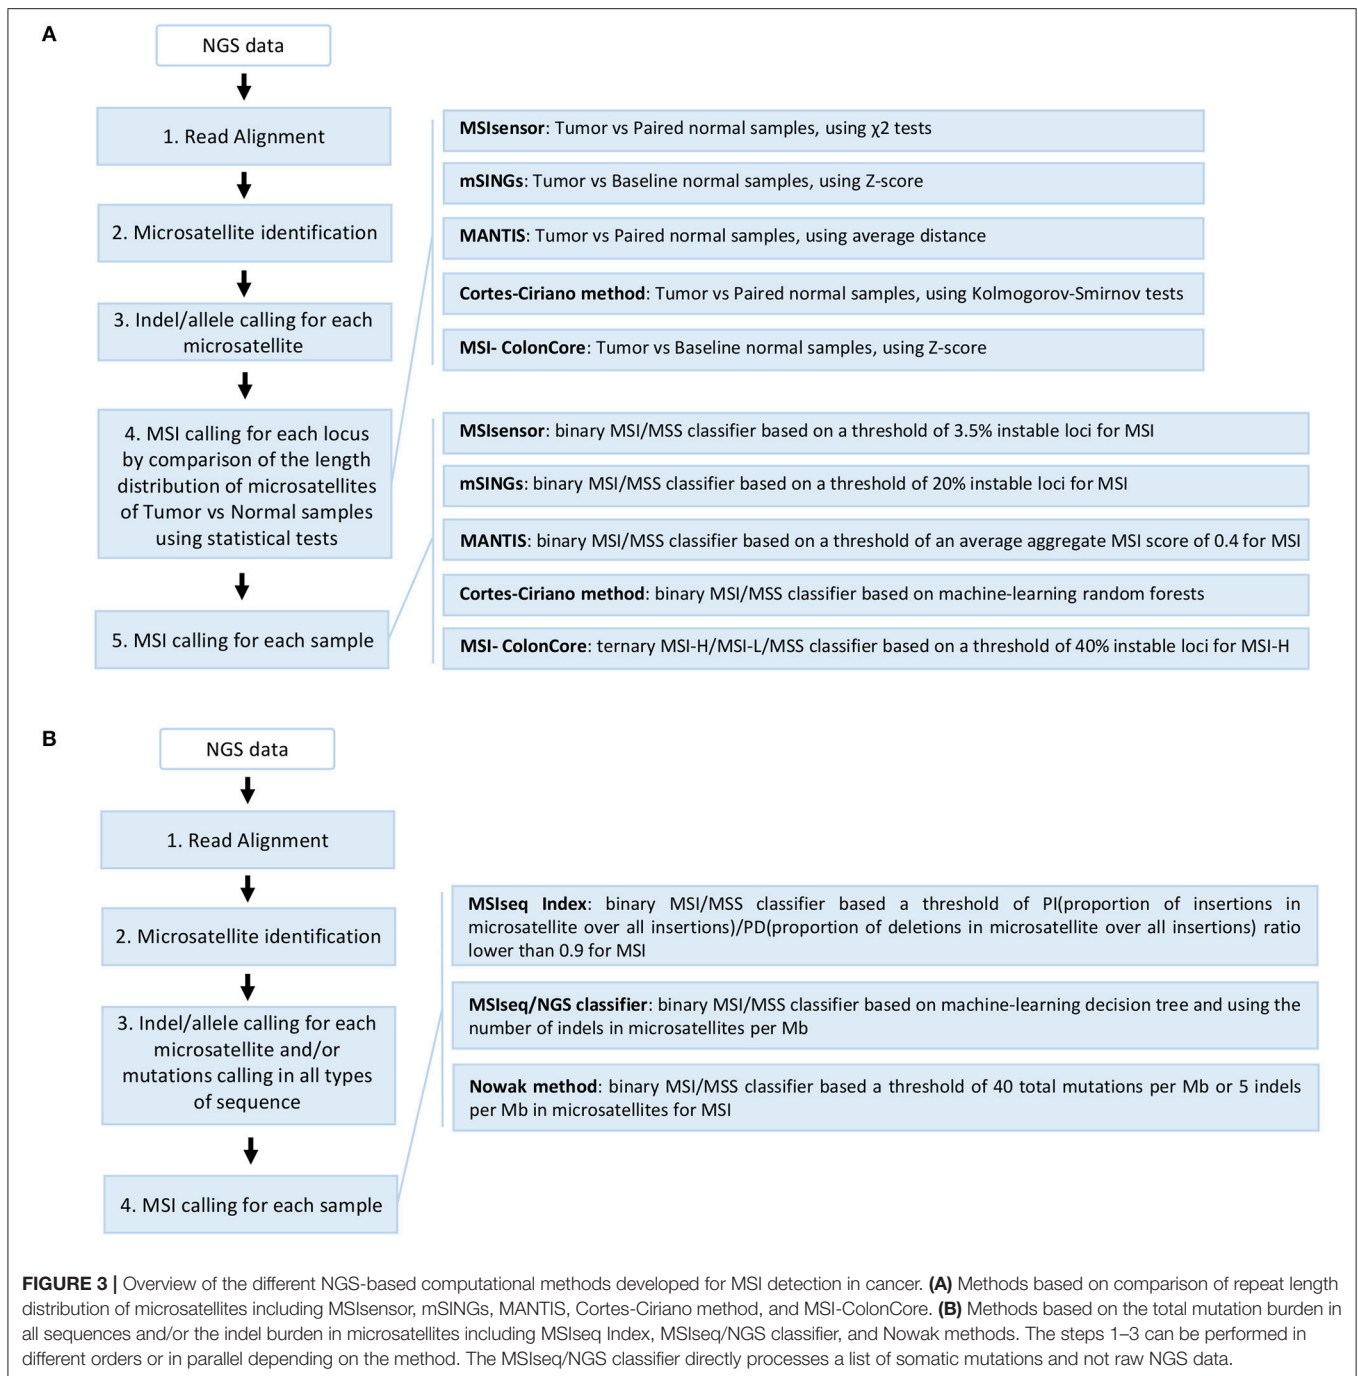 A
NGS data
1. Read Alignment
2. Microsatellite identification
3. Indel/allele calling for each
microsatellite
4. MSI calling for each locus
by comparison of the length
distribution of microsatellites
of Tumor vs Normal samples
using statistical tests
5. MSI calling for each sample
MSIsensor: Tumor vs Paired normal samples, using χ2 tests
mSINGs: Tumor vs Baseline normal samples, using Z-score
MANTIS: Tumor vs Paired normal samples, using average distance
Cortes-Ciriano method: Tumor vs Paired normal samples, using Kolmogorov-Smirnov tests
MSI- ColonCore: Tumor vs Baseline normal samples, using Z-score
MSIsensor: binary MSI/MSS classifier based on a threshold of 3.5% instable loci for MSI
mSINGs: binary MSI/MSS classifier based on a threshold of 20% instable loci for MSI
MANTIS: binary MSI/MSS classifier based on a threshold of an average aggregate MSI score of 0.4 for MSI
Cortes-Ciriano method: binary MSI/MSS classifier based on machine-learning random forests
MSI- ColonCore: ternary MSI-H/MSI-L/MSS classifier based on a threshold of 40% instable loci for MSI-H
B
NGS data
1. Read Alignment
2. Microsatellite identification
3. Indel/allele calling for each
microsatellite and/or
mutations calling in all types
of sequence
4. MSI calling for each sample
MSIseq Index: binary MSI/MSS classifier based a threshold of PI(proportion of insertions in
microsatellite over all insertions)/PD(proportion of deletions in microsatellite over all insertions) ratio
lower than 0.9 for MSI
MSIseq/NGS classifier: binary MSI/MSS classifier based on machine-learning decision tree and using the
number of indels in microsatellites per Mb
Nowak method: binary MSI/MSS classifier based a threshold of 40 total mutations per Mb or 5 indels
per Mb in microsatellites for MSI
FIGURE 3 | Overview of the different NGS-based computational methods developed for MSI detection in cancer. (A) Methods based on comparison of repeat length
distribution of microsatellites including MSIsensor, mSINGs, MANTIS, Cortes-Ciriano method, and MSI-ColonCore. (B) Methods based on the total mutation burden in
all sequences and/or the indel burden in microsatellites including MSIseq Index, MSIseq/NGS classifier, and Nowak methods. The steps 1–3 can be performed in
different orders or in parallel depending on the method. The MSIseq/NGS classifier directly processes a list of somatic mutations and not raw NGS data.